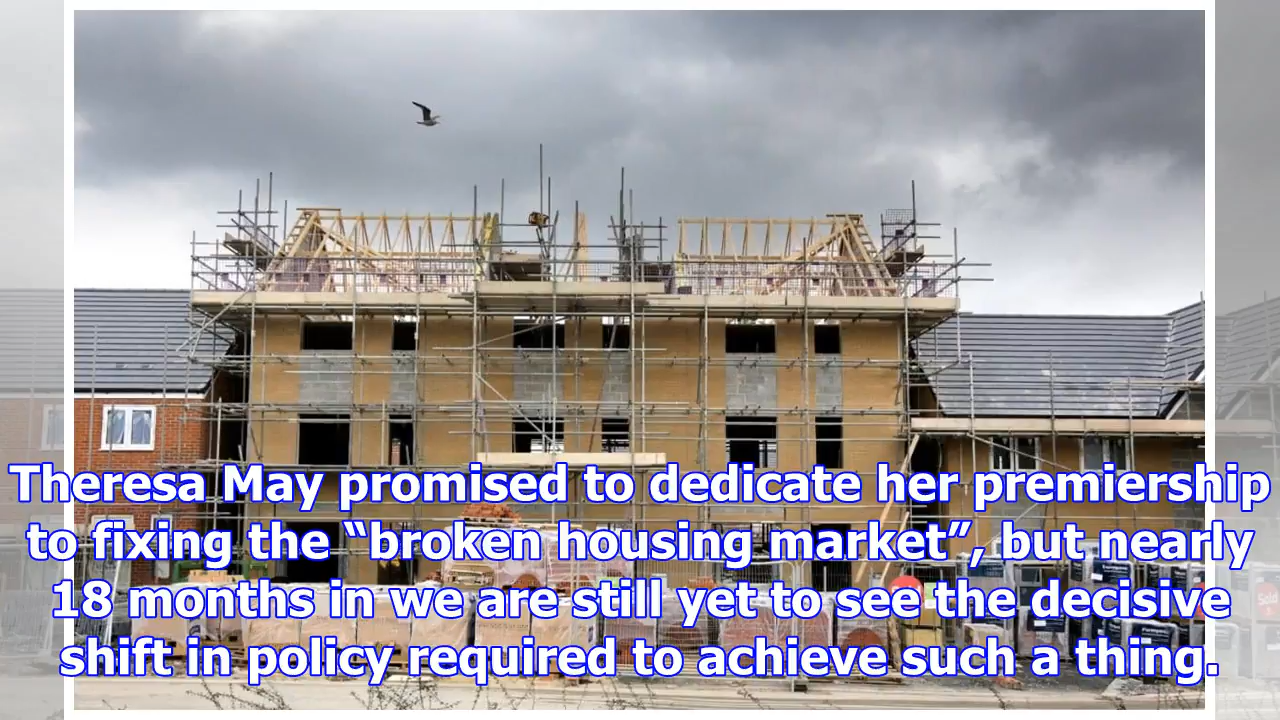 Theresa May promised to dedicate her premiership
to fixing the “broken housing market”, but nearly
18 months in we are still yet to see the decisive
shift in policy required to achieve such a thing.